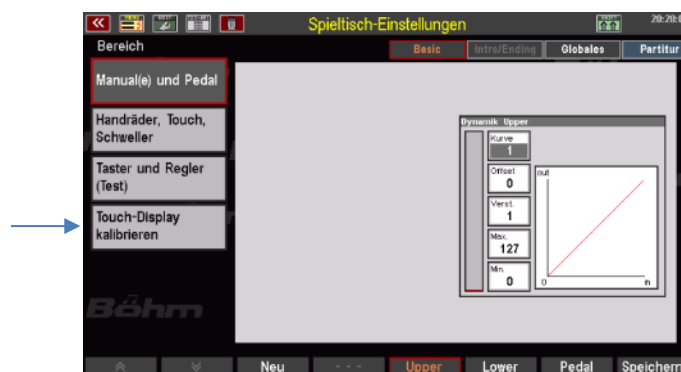 Spieltisch-Einstellungen
20:28:
Bereich
Basic
Intro/Ending
Globales
Partitur
Manual(e) und Pedal
Handräder, Touch,
Schweller
Taster und Regler
(Test)
Touch-Display
kalibrieren
Dynamik Upper
Kurve
1
Offset
0
Verst.
1
Max.
127
Min.
0
out
0
in
Böhm
Neu
- - -
Upper
Lower
Pedal
Speichern